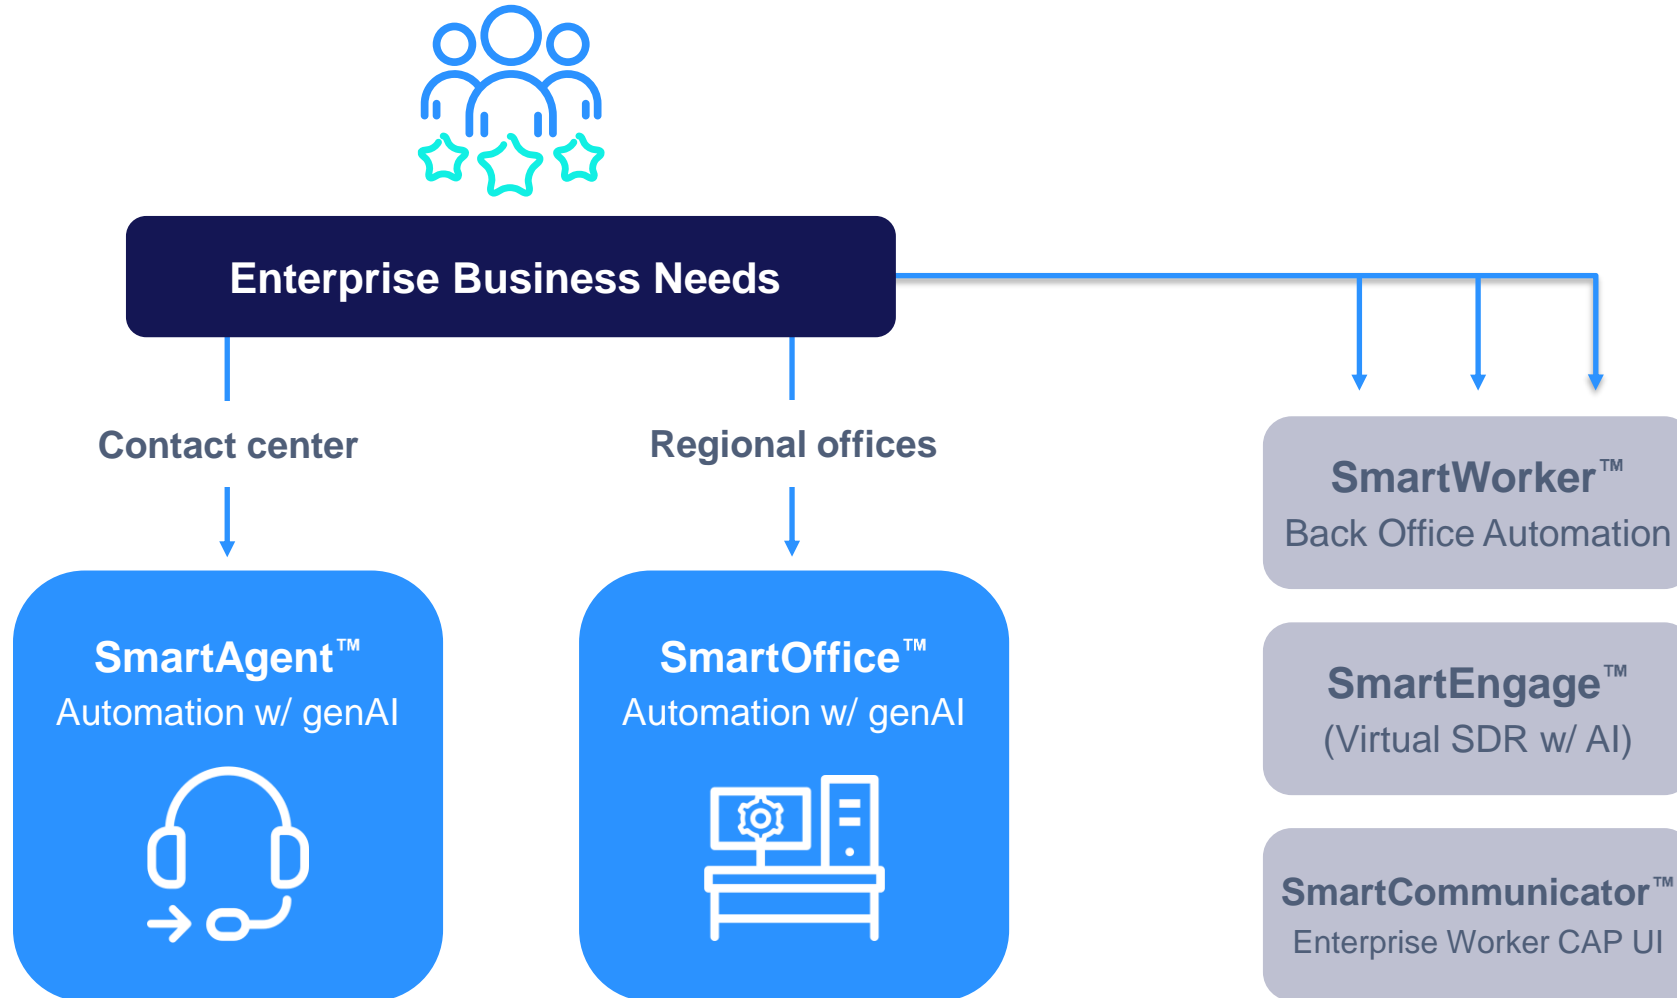 Enterprise Business Needs
Contact center
Regional offices
SmartAgent™
Automation w/ genAI
SmartOffice™
Automation w/ genAI
SmartWorker™
Back Office Automation
SmartEngage™
(Virtual SDR w/ AI)
SmartCommunicator™
Enterprise Worker CAP UI